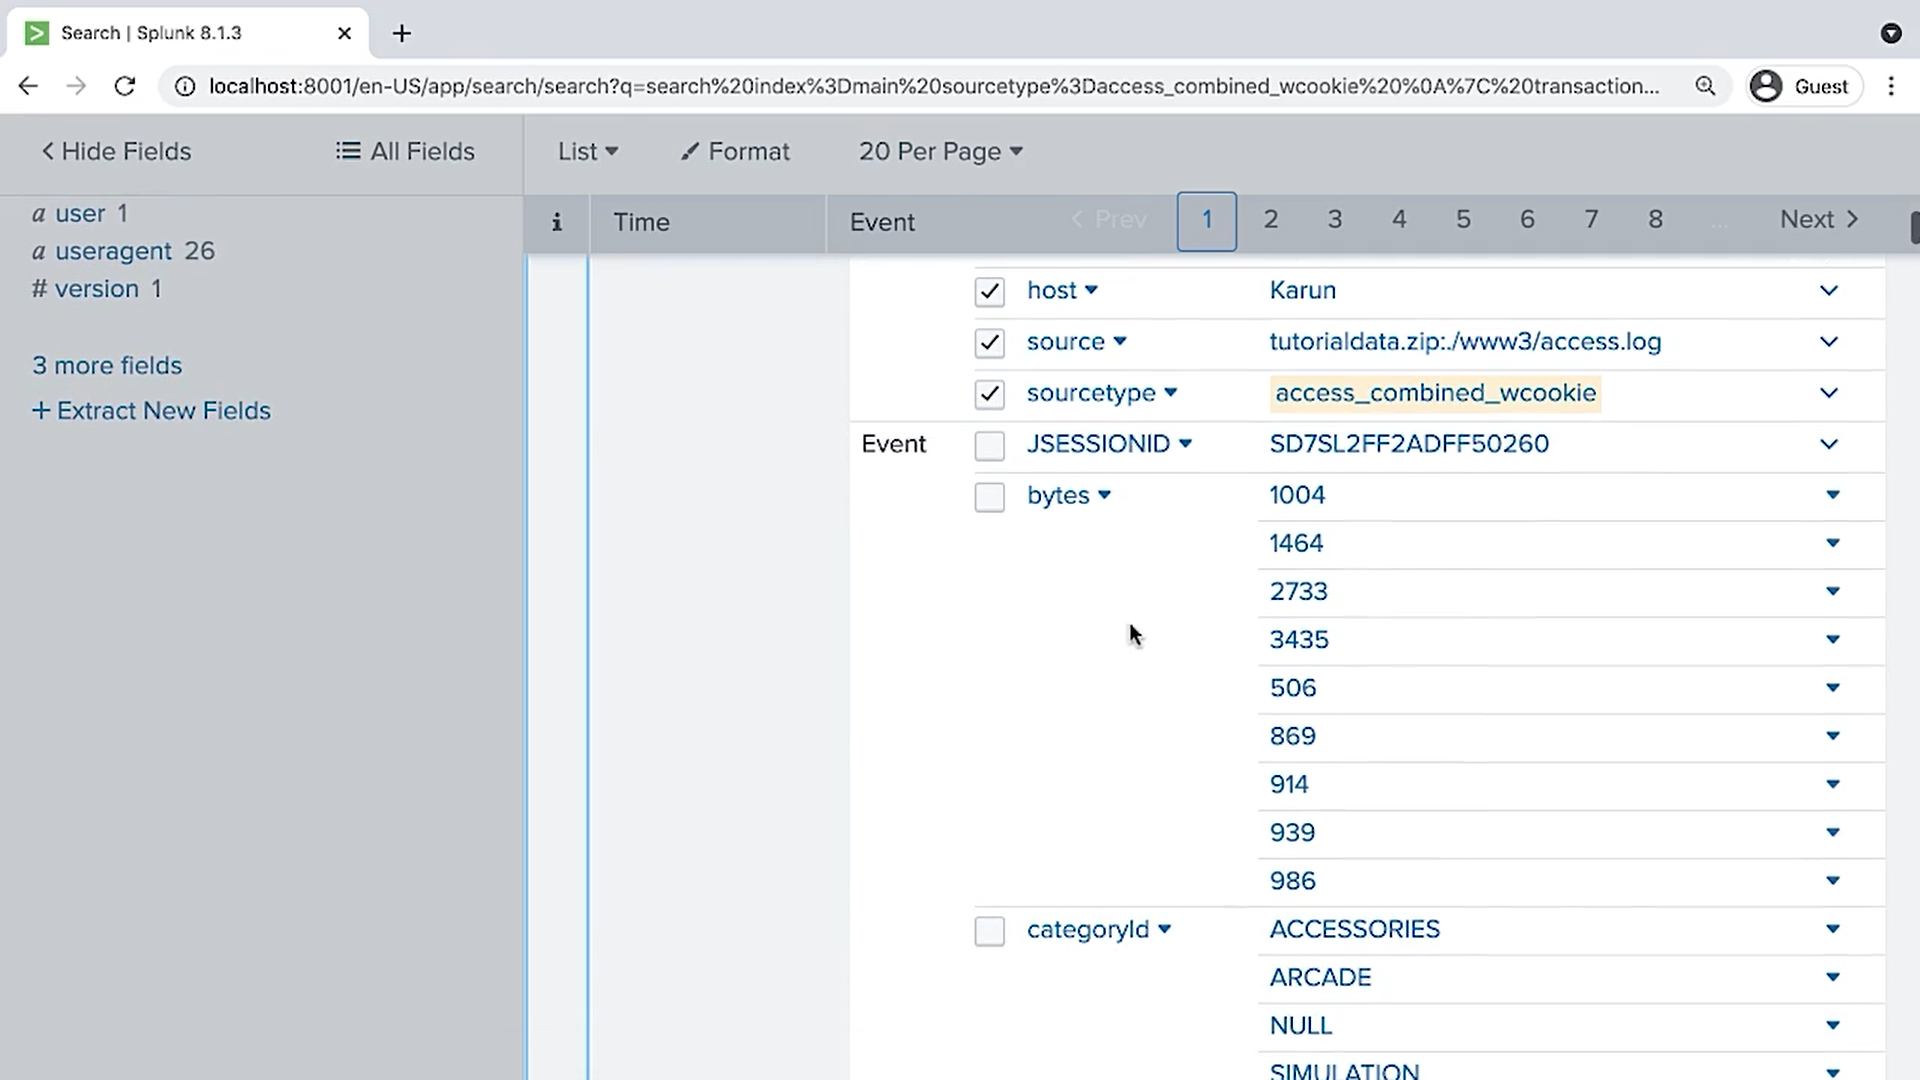 Search | Splunk 8.1.3
localhost:8001/en-US/app/search/search?q=search%20index%3Dmain%20sourcetype%3Daccess_combined_wcookie%20%0A%7C%20transaction...
Guest
Hide Fields
All Fields
List
Format
20 Per Page
a user 1
a useragent 26
# version 1
3 more fields
+ Extract New Fields
i
Time
Event
< Prev
1
2
3
4
5
6
7
8
...
Next >
host
Karun
source
tutorialdata.zip:./www3/access.log
sourcetype
access_combined_wcookie
Event
JSESSIONID
SD7SL2FF2ADFF50260
bytes
1004
1464
2733
3435
506
869
914
939
986
categoryId
ACCESSORIES
ARCADE
NULL
SIMULATION